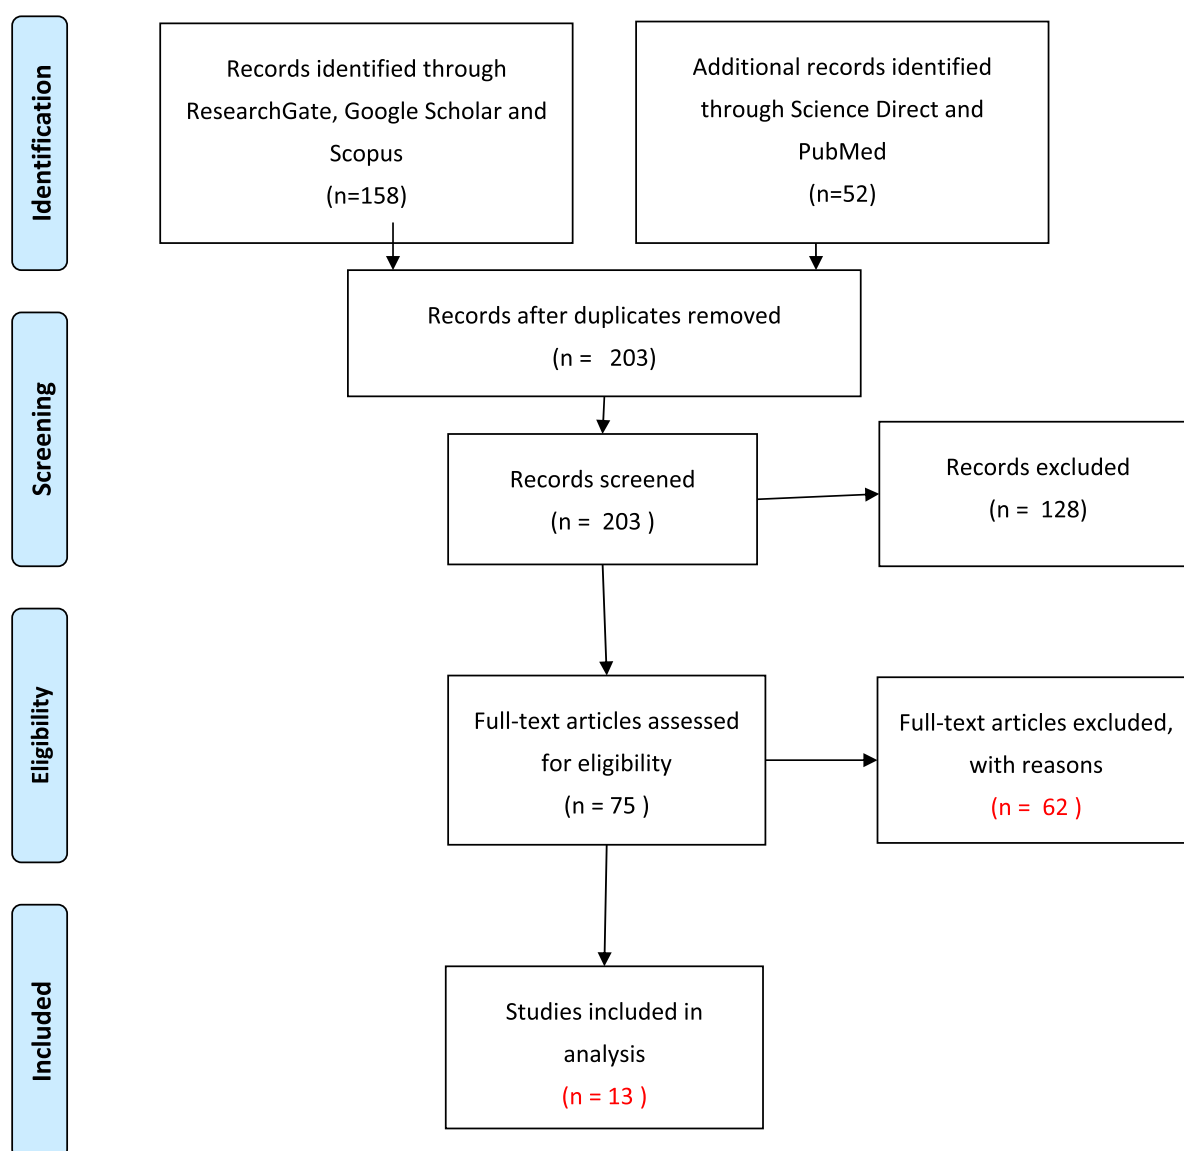 Identification
Records identified through
ResearchGate, Google Scholar and
Scopus
(n=158)
Additional records identified
through Science Direct and
PubMed
(n=52)
Screening
Records after duplicates removed
(n =   203)
Records screened
(n =  203 )
Records excluded
(n =  128)
Eligibility
Full-text articles assessed
for eligibility
(n = 75 )
Full-text articles excluded,
with reasons
(n =  62 )
Included
Studies included in
analysis
(n = 13 )